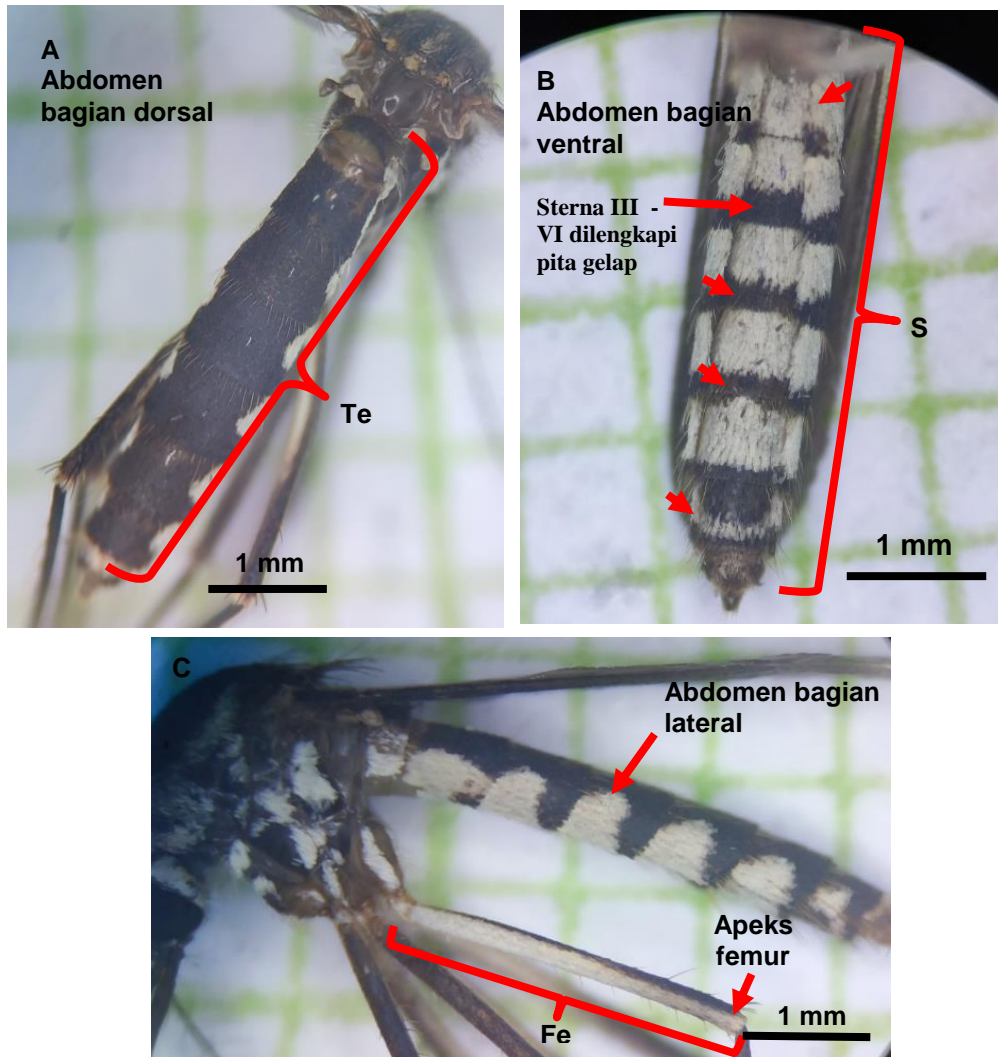 A
Abdomen
bagian dorsal
Te
1 mm
B
Abdomen bagian
ventral
Sterna III -
VI dilengkapi
pita gelap
S
1 mm
C
Abdomen bagian
lateral
Apeks
femur
Fe
1 mm